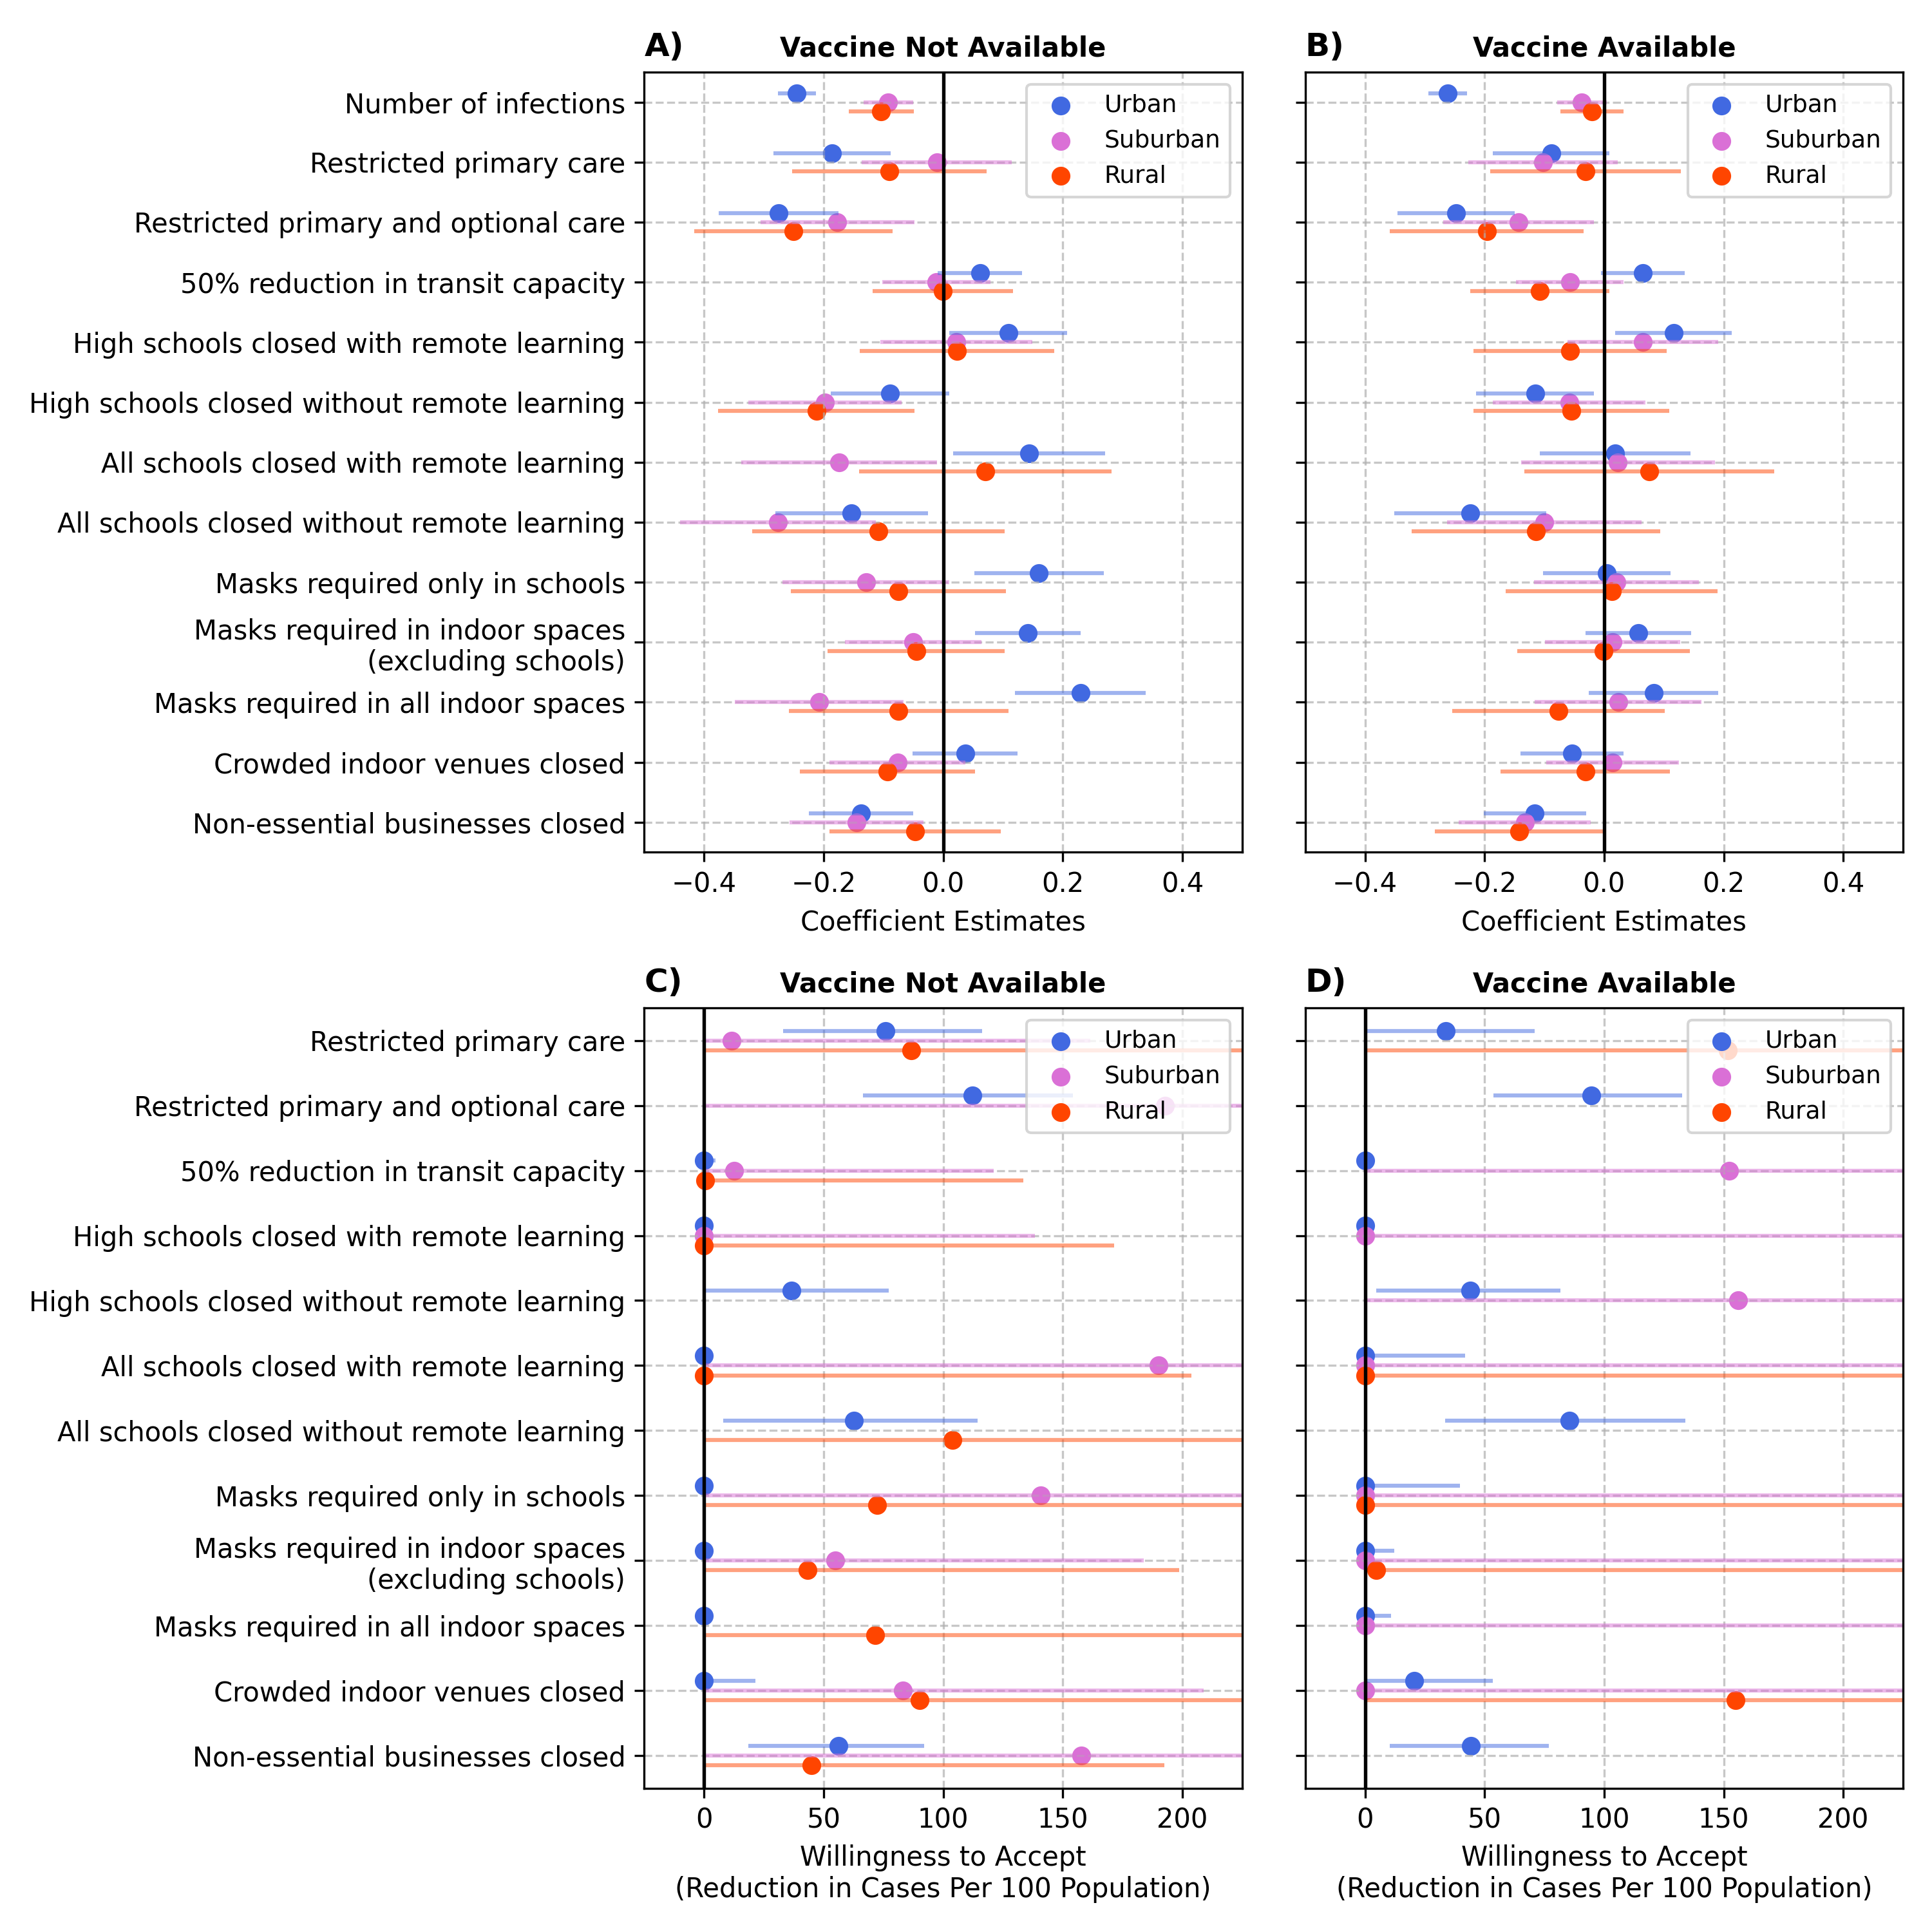 A) Vaccine Not Available
B) Vaccine Available
Number of infections
Restricted primary care
Restricted primary and optional care
50% reduction in transit capacity
High schools closed with remote learning
High schools closed without remote learning
All schools closed with remote learning
All schools closed without remote learning
Masks required only in schools
Masks required in indoor spaces
(excluding schools)
Masks required in all indoor spaces
Crowded indoor venues closed
Non-essential businesses closed
Urban
Suburban
Rural
Urban
Suburban
Rural
−0.4 −0.2 0.0 0.2 0.4
Coefficient Estimates
−0.4 −0.2 0.0 0.2 0.4
Coefficient Estimates
C) Vaccine Not Available
D) Vaccine Available
Restricted primary care
Restricted primary and optional care
50% reduction in transit capacity
High schools closed with remote learning
High schools closed without remote learning
All schools closed with remote learning
All schools closed without remote learning
Masks required only in schools
Masks required in indoor spaces
(excluding schools)
Masks required in all indoor spaces
Crowded indoor venues closed
Non-essential businesses closed
Urban
Suburban
Rural
Urban
Suburban
Rural
0 50 100 150 200
Willingness to Accept
(Reduction in Cases Per 100 Population)
0 50 100 150 200
Willingness to Accept
(Reduction in Cases Per 100 Population)